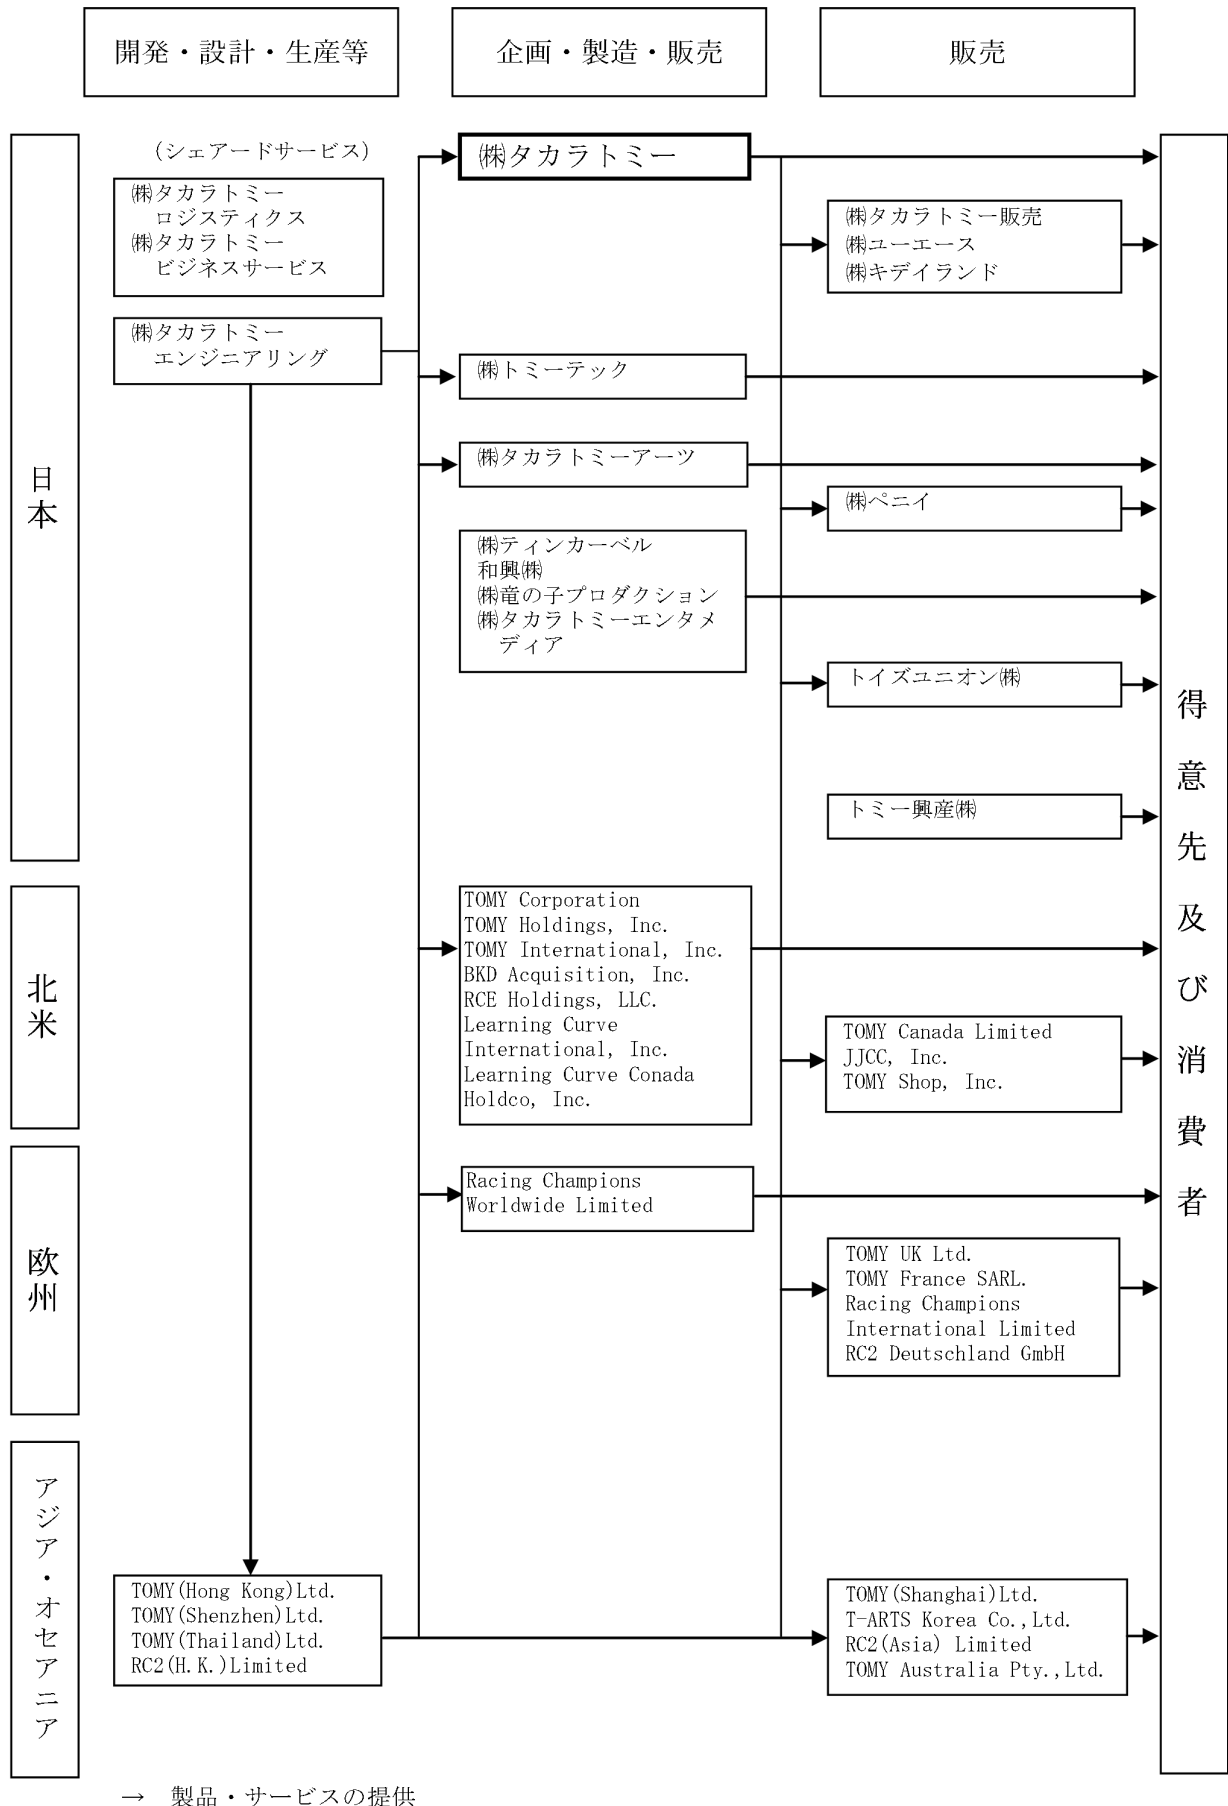 開発・設計・生産等
企画・製造・販売
販売
日本
(シェアードサービス)
㈱タカラトミー
ロジスティクス
㈱タカラトミー
ビジネスサービス
㈱タカラトミー
エンジニアリング
㈱タカラトミー
㈱トミーテック
㈱タカラトミーアーツ
㈱ティンカーベル
和興㈱
㈱竜の子プロダクション
㈱タカラトミーエンタメ
ディア
㈱タカラトミー販売
㈱ユーエース
㈱キデイランド
㈱ペニイ
トイズユニオン㈱
トミー興産㈱
北米
TOMY Corporation
TOMY Holdings, Inc.
TOMY International, Inc.
BKD Acquisition, Inc.
RCE Holdings, LLC.
Learning Curve
International, Inc.
Learning Curve Conada
Holdco, Inc.
TOMY Canada Limited
JJCC, Inc.
TOMY Shop, Inc.
欧州
Racing Champions
Worldwide Limited
TOMY UK Ltd.
TOMY France SARL.
Racing Champions
International Limited
RC2 Deutschland GmbH
アジア・オセアニア
TOMY(Hong Kong)Ltd.
TOMY(Shenzhen)Ltd.
TOMY(Thailand)Ltd.
RC2(H.K.)Limited
TOMY(Shanghai)Ltd.
T-ARTS Korea Co.,Ltd.
RC2(Asia) Limited
TOMY Australia Pty.,Ltd.
得意先及び消費者
→ 製品・サービスの提供